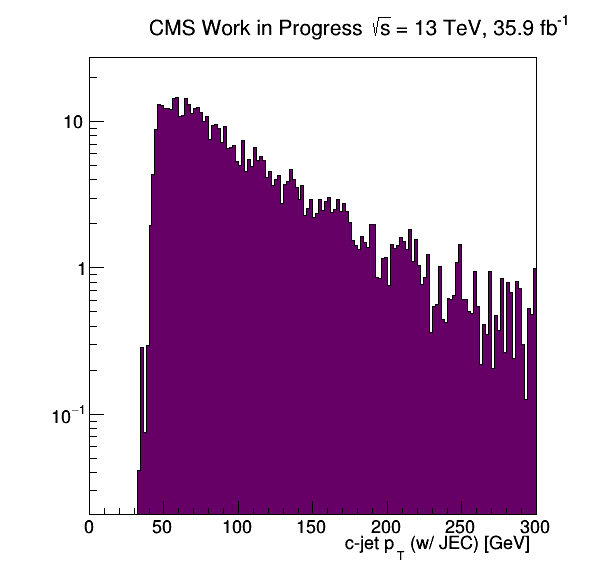 CMS Work in Progress √s = 13 TeV, 35.9 fb⁻¹
10
1
10⁻¹
0 50 100 150 200 250 300
c-jet p_T (w/ JEC) [GeV]